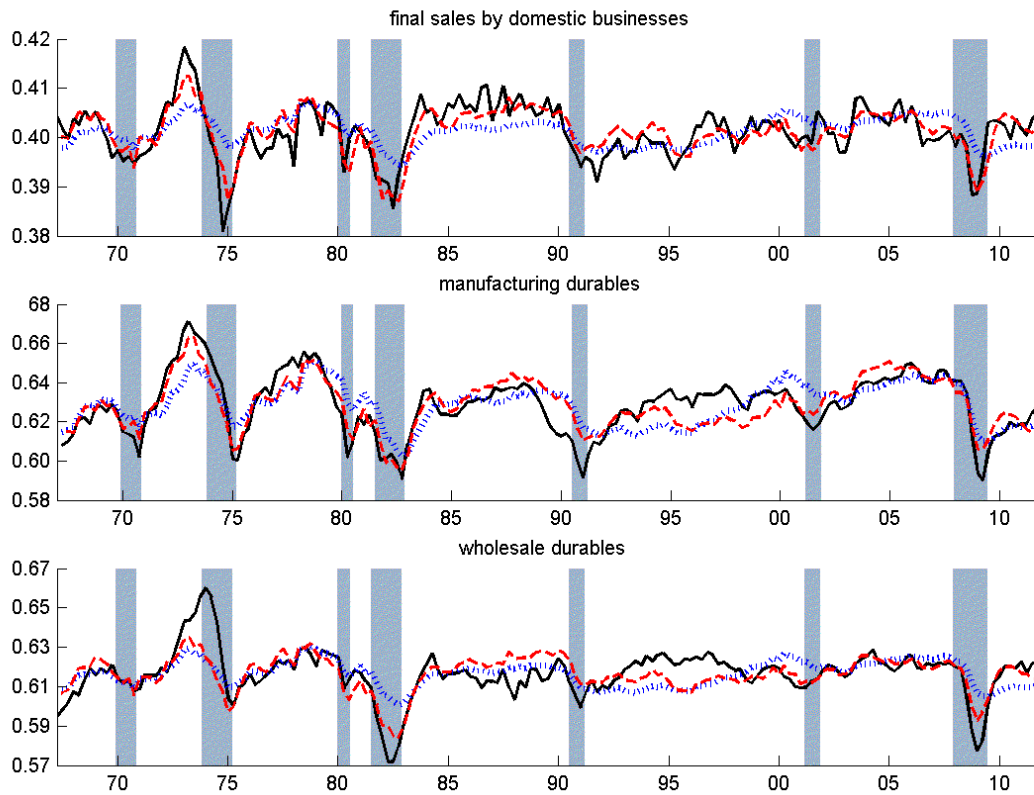 final sales by domestic businesses
0.42
0.41
0.40
0.39
0.38
70 75 80 85 90 95 00 05 10
manufacturing durables
68
0.66
0.64
0.62
0.60
0.58
70 75 80 85 90 95 00 05 10
wholesale durables
0.67
0.65
0.63
0.61
0.59
0.57
70 75 80 85 90 95 00 05 10